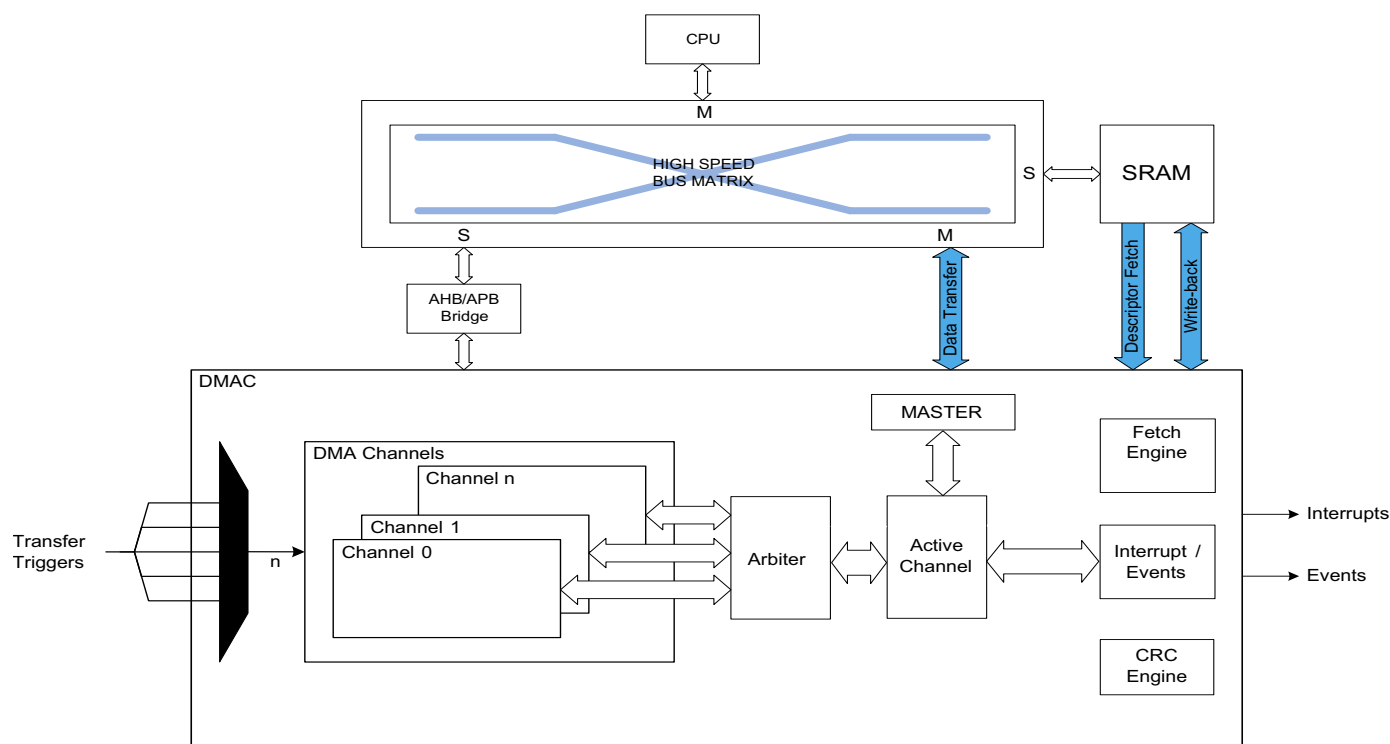 CPU
M
HIGH SPEED
BUS MATRIX
S
SRAM
S
M
AHB/APB
Bridge
Data Transfer
Descriptor Fetch
Write-back
DMAC
MASTER
Fetch
Engine
DMA Channels
Channel n
Channel 1
Channel 0
Transfer
Triggers
n
Arbiter
Active
Channel
Interrupt /
Events
Interrupts
Events
CRC
Engine